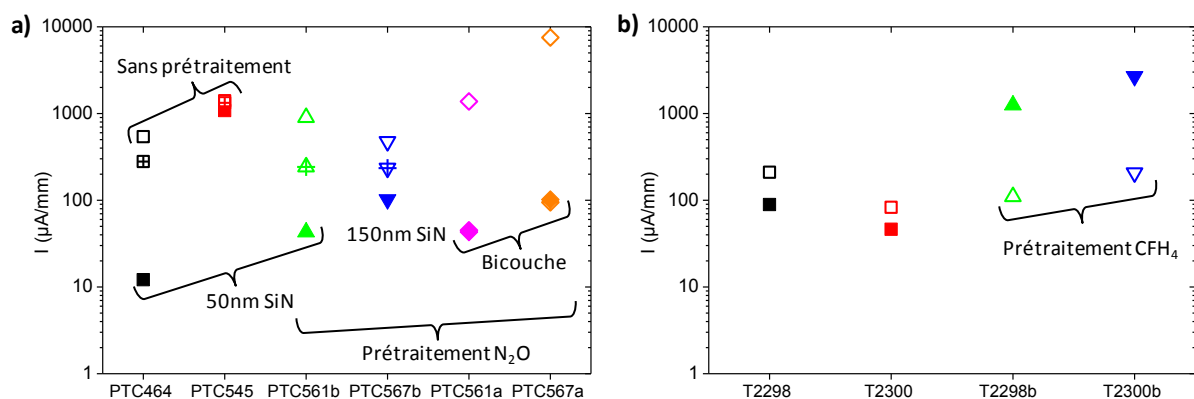 a)
10000
1000
100
10
1
I (µA/mm)
Sans prétraitement
150nm SiN
Bicouche
50nm SiN
Prétraitement N₂O
PTC464 PTC545 PTC561b PTC567b PTC561a PTC567a
b)
10000
1000
100
10
1
I (µA/mm)
Prétraitement CFH₄
T2298 T2300 T2298b T2300b